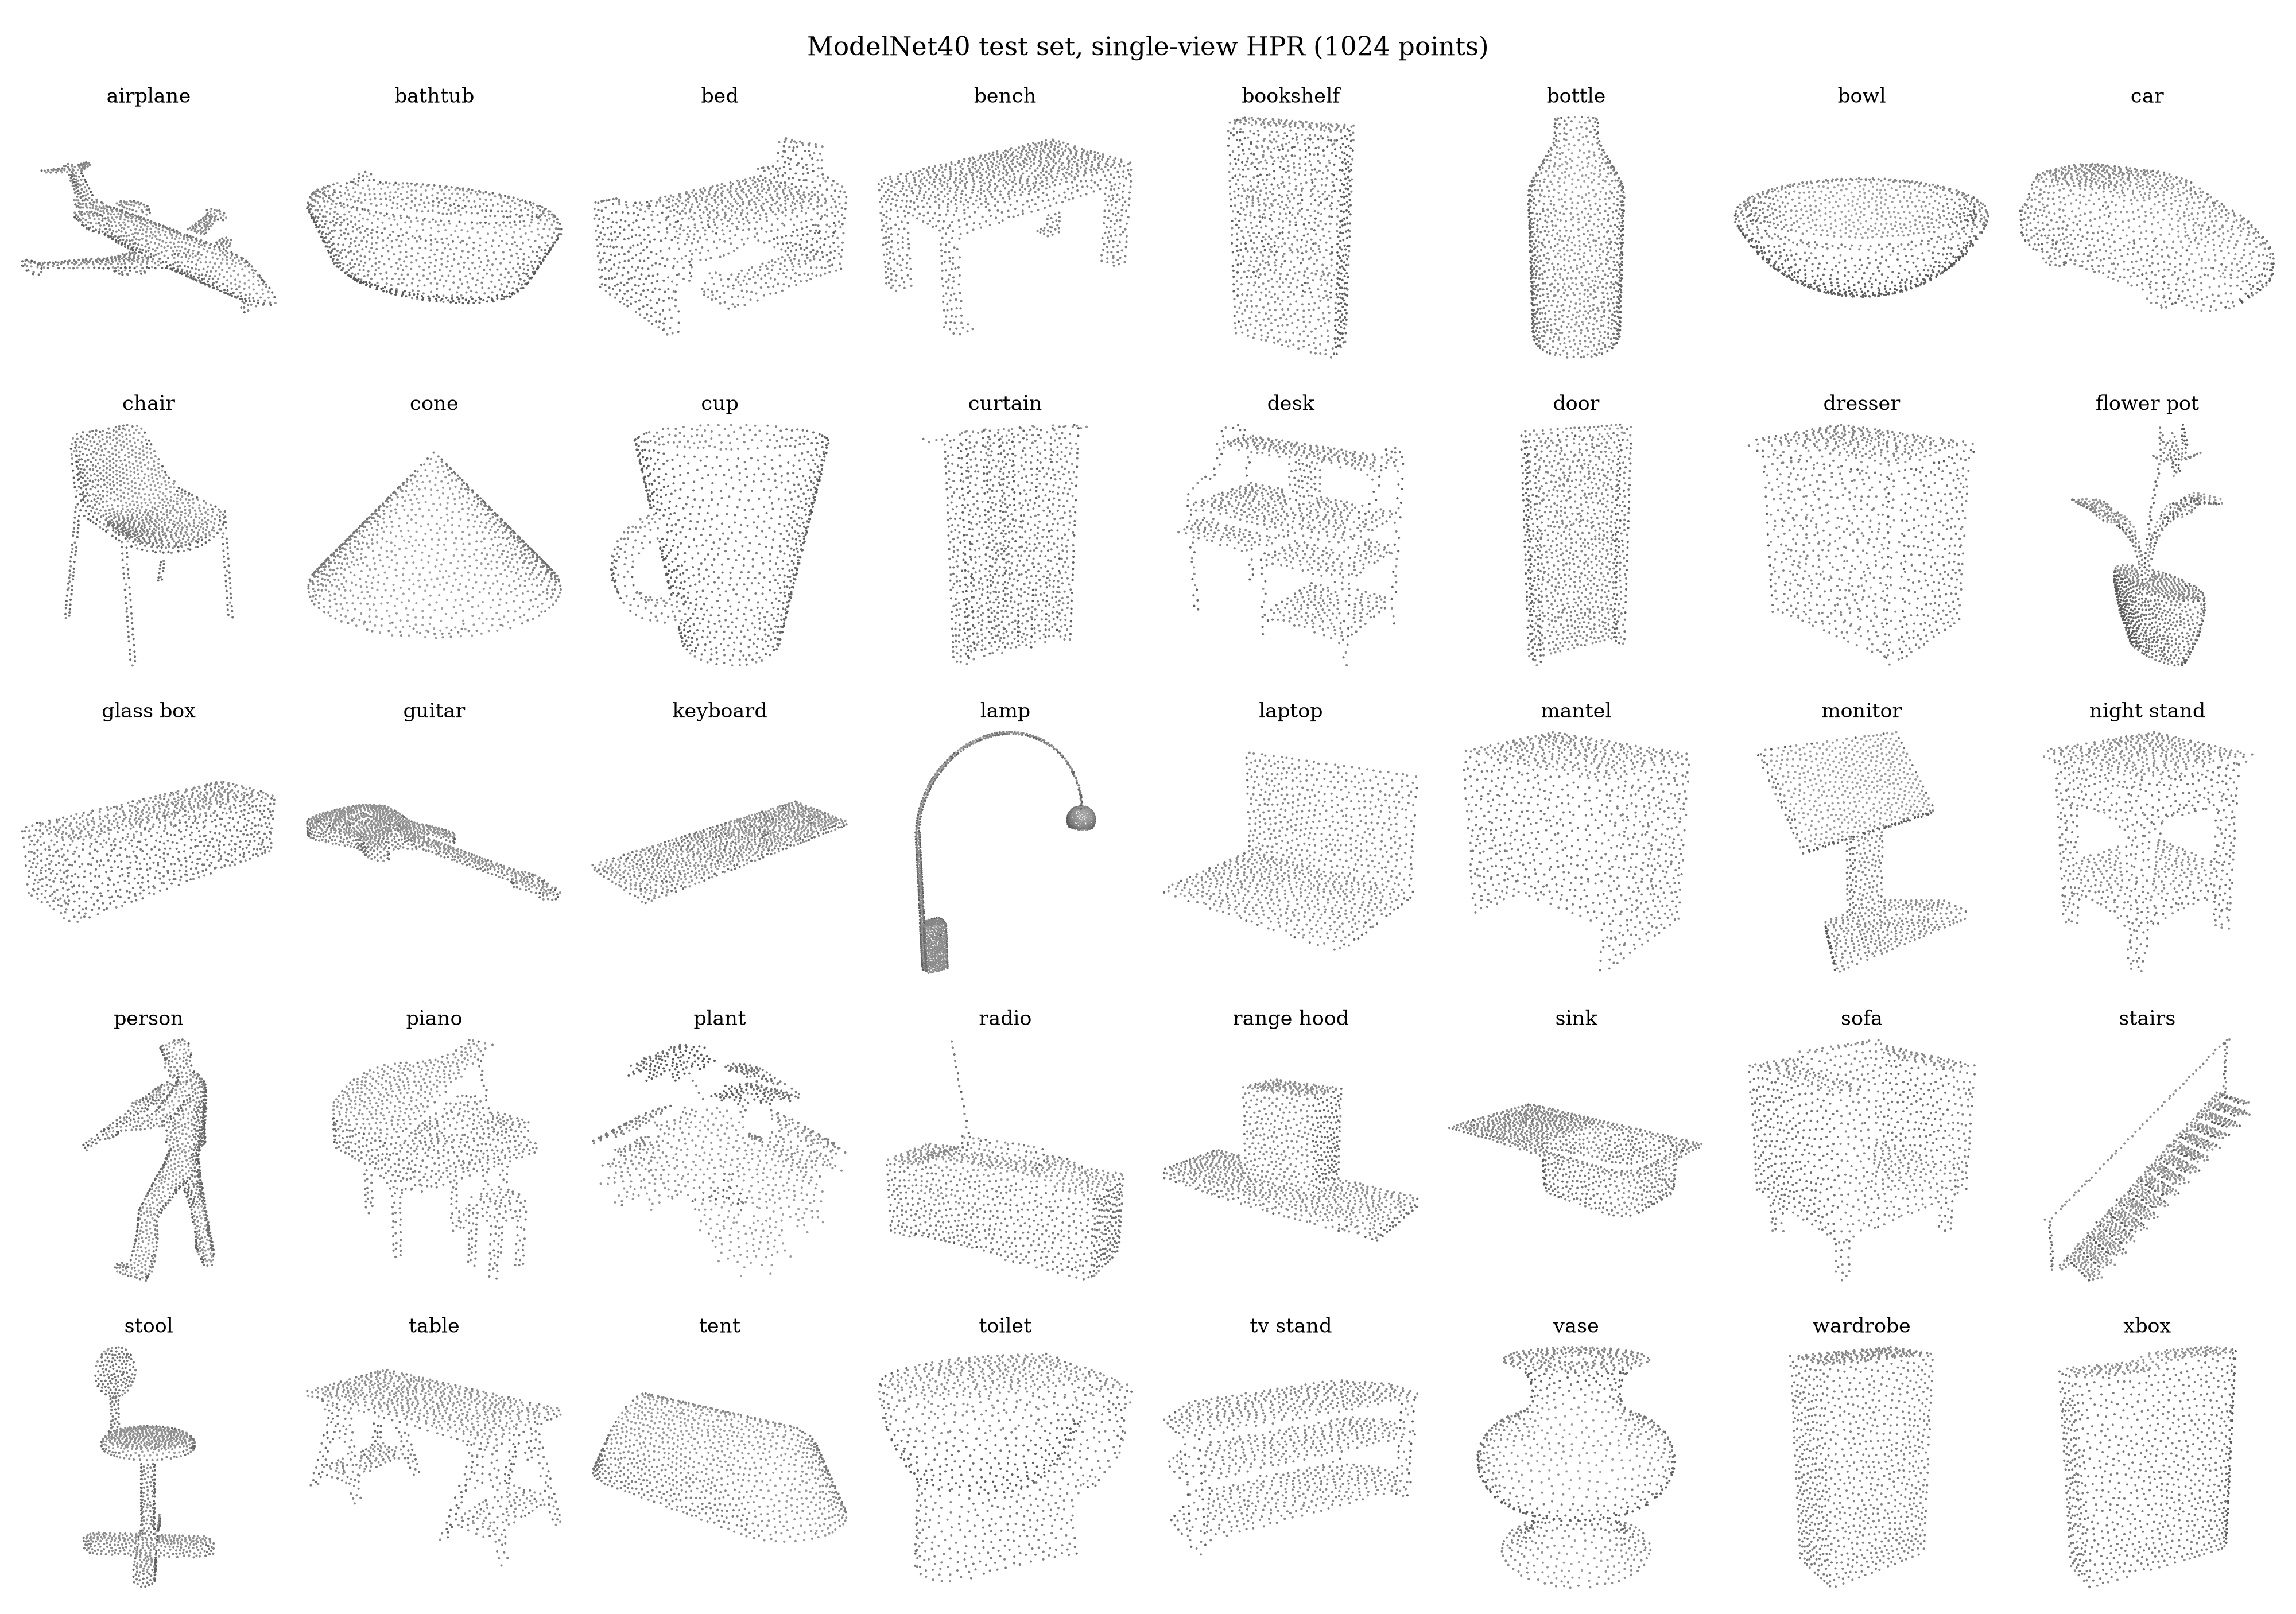 ModelNet40 test set, single-view HPR (1024 points)
airplane bathtub bed bench bookshelf bottle bowl car
chair cone cup curtain desk door dresser flower pot
glass box guitar keyboard lamp laptop mantel monitor night stand
person piano plant radio range hood sink sofa stairs
stool table tent toilet tv stand vase wardrobe xbox